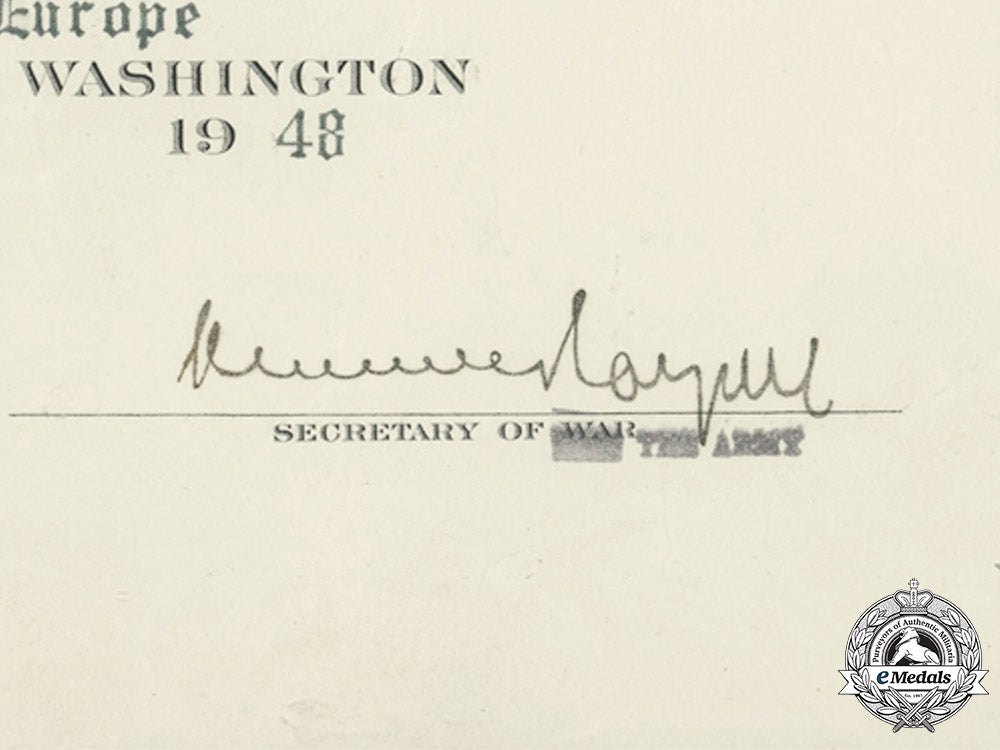 Europe
WASHINGTON
19 48
SECRETARY OF WAR THE ARMY
Purveyors of Authentic Militaria
eMedals